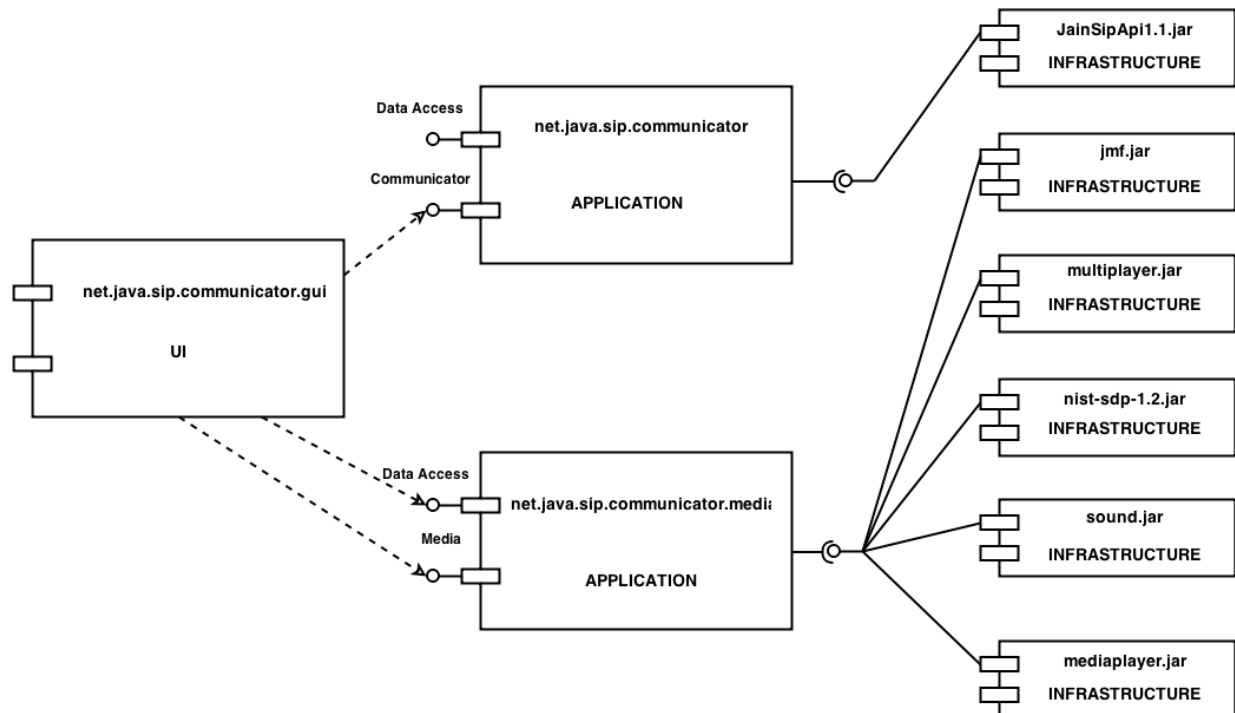 JainSipApi1.1.jar
INFRASTRUCTURE
Data Access
net.java.sip.communicator
Communicator
APPLICATION
jmf.jar
INFRASTRUCTURE
net.java.sip.communicator.gui
UI
multiplayer.jar
INFRASTRUCTURE
nist-sdp-1.2.jar
INFRASTRUCTURE
Data Access
net.java.sip.communicator.media
Media
APPLICATION
sound.jar
INFRASTRUCTURE
mediaplayer.jar
INFRASTRUCTURE